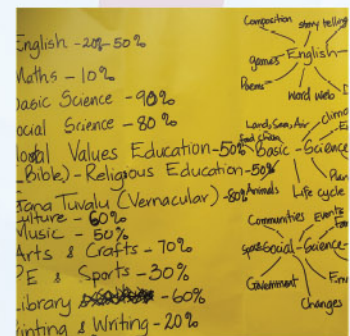 English - 20%-50%
Maths - 10%
Basic Science - 90%
Social Science - 80%
Values Education - 50%
Bible) - Religious Education - 50%
Tuvalu (Vernacular) - 80%
Culture - 60%
Music - 50%
Arts & Crafts - 70%
PE & Sports - 30%
Library - 60%
Printing & Writing - 20%
Composition
story telling
games
English
Poems
word web
Land, Sea, Air
food chain
Basic - Science
Animals
Life cycle
Communities
Events
Sports
Social - Science
Government
Changes